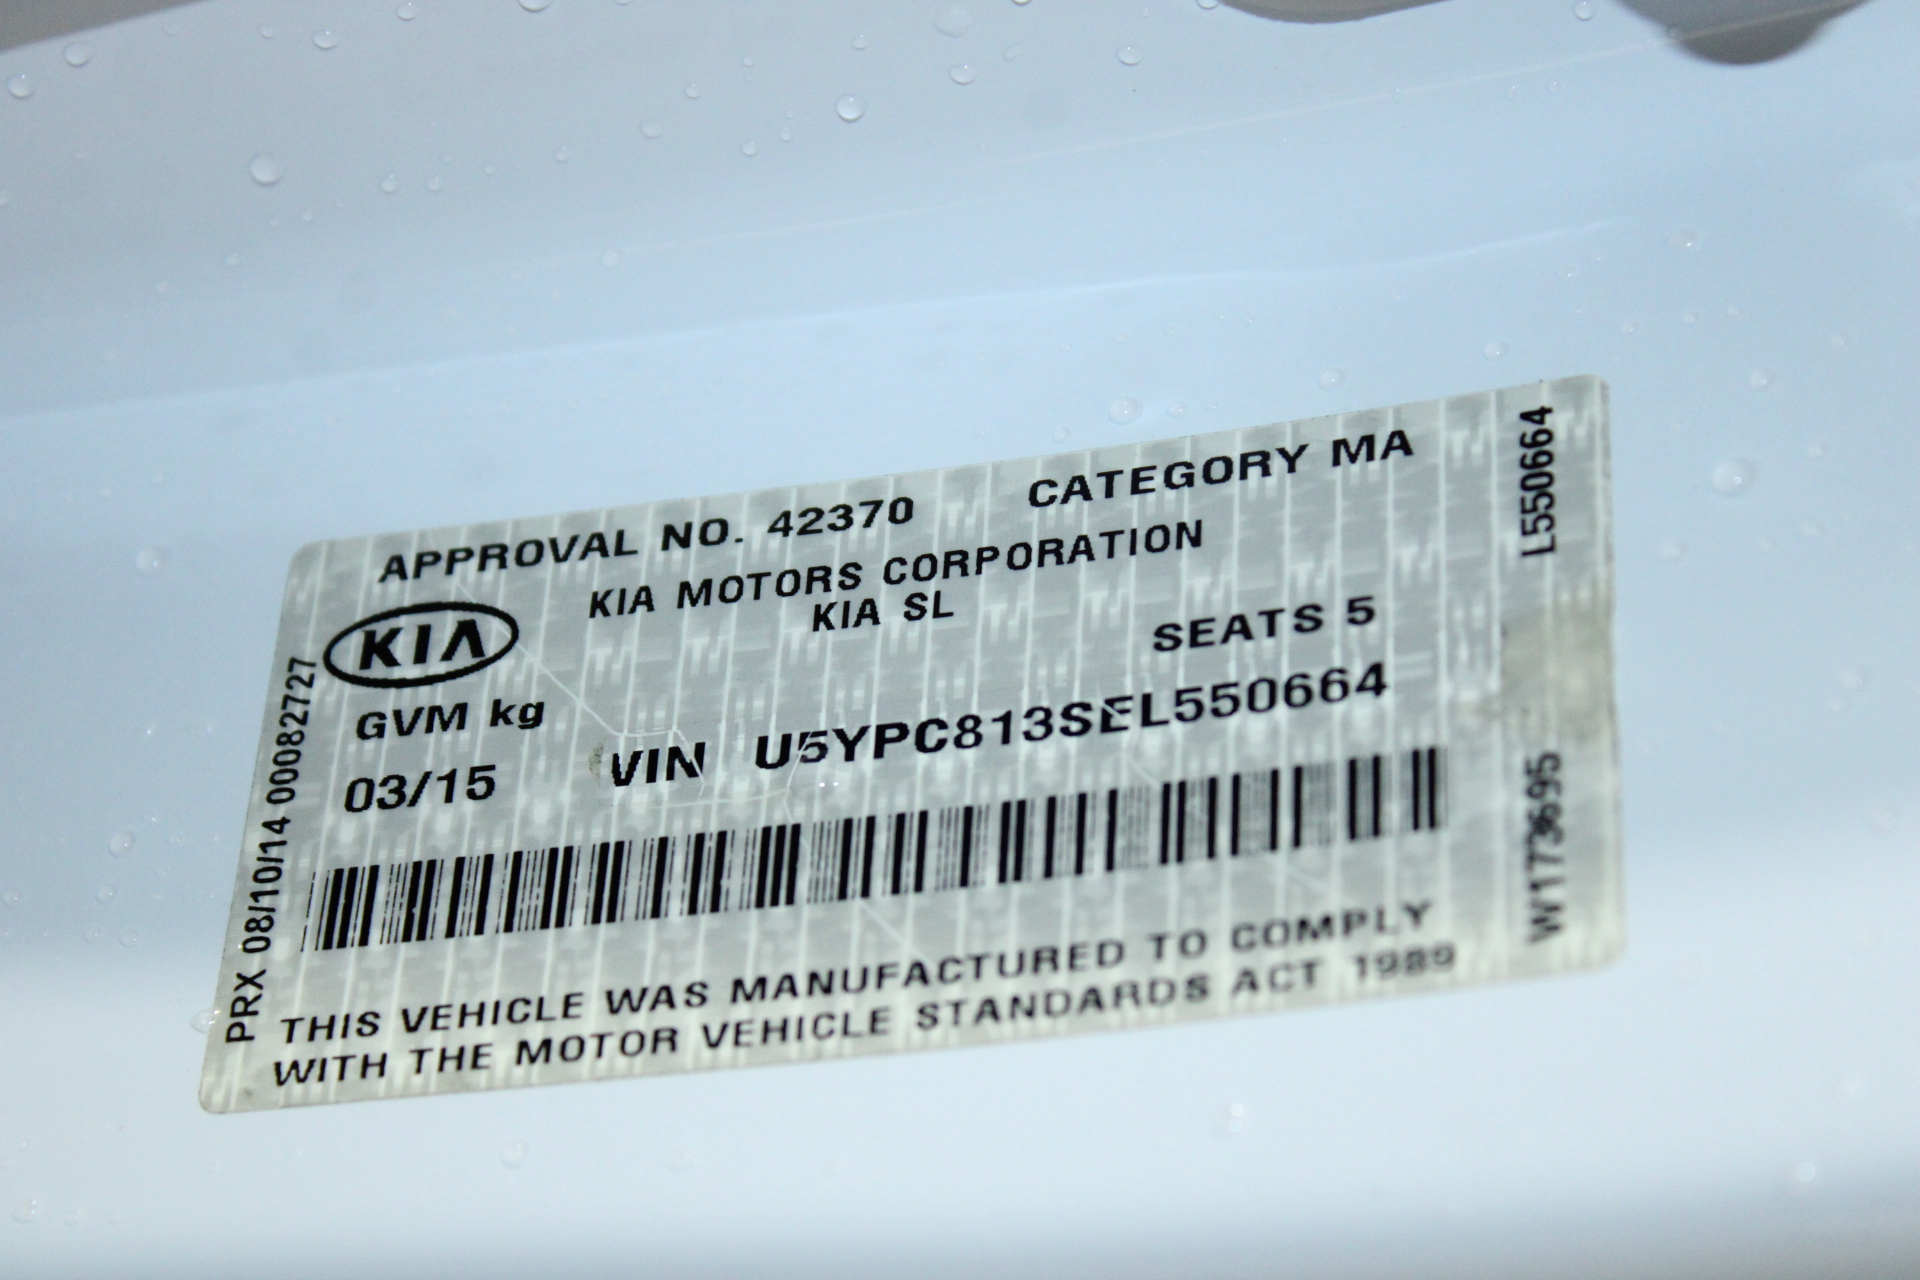 APPROVAL NO. 42370 CATEGORY MA
KIA MOTORS CORPORATION
KIA SL
KIA
SEATS 5
GVM kg
03/15 VIN U5YPC813SEL550664
THIS VEHICLE WAS MANUFACTURED TO COMPLY
WITH THE MOTOR VEHICLE STANDARDS ACT 1989
PRX 08/10/14 00082727
L550664
W173695